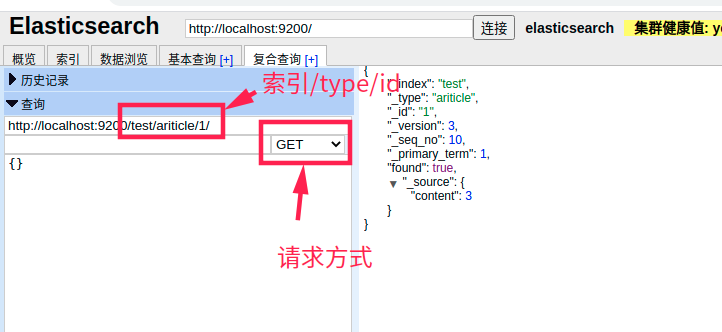 Elasticsearch
http://localhost:9200/
连接
elasticsearch
集群健康值: y
概览
索引
数据浏览
基本查询 [+]
复合查询 [+]
历史记录
索引/type/id
查询
http://localhost:9200/test/ariticle/1/
GET
{}
请求方式
{
"_index": "test",
"_type": "ariticle",
"_id": "1",
"_version": 3,
"_seq_no": 10,
"_primary_term": 1,
"found": true,
▼ "_source": {
"content": 3
}
}